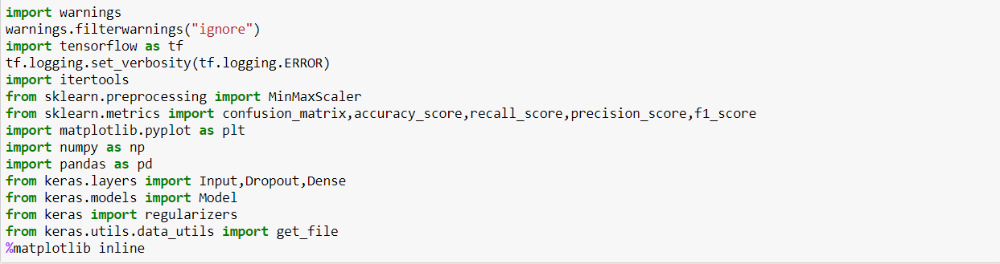 import warnings
warnings.filterwarnings("ignore")
import tensorflow as tf
tf.logging.set_verbosity(tf.logging.ERROR)
import itertools
from sklearn.preprocessing import MinMaxScaler
from sklearn.metrics import confusion_matrix,accuracy_score,recall_score,precision_score,f1_score
import matplotlib.pyplot as plt
import numpy as np
import pandas as pd
from keras.layers import Input,Dropout,Dense
from keras.models import Model
from keras import regularizers
from keras.utils.data_utils import get_file
%matplotlib inline